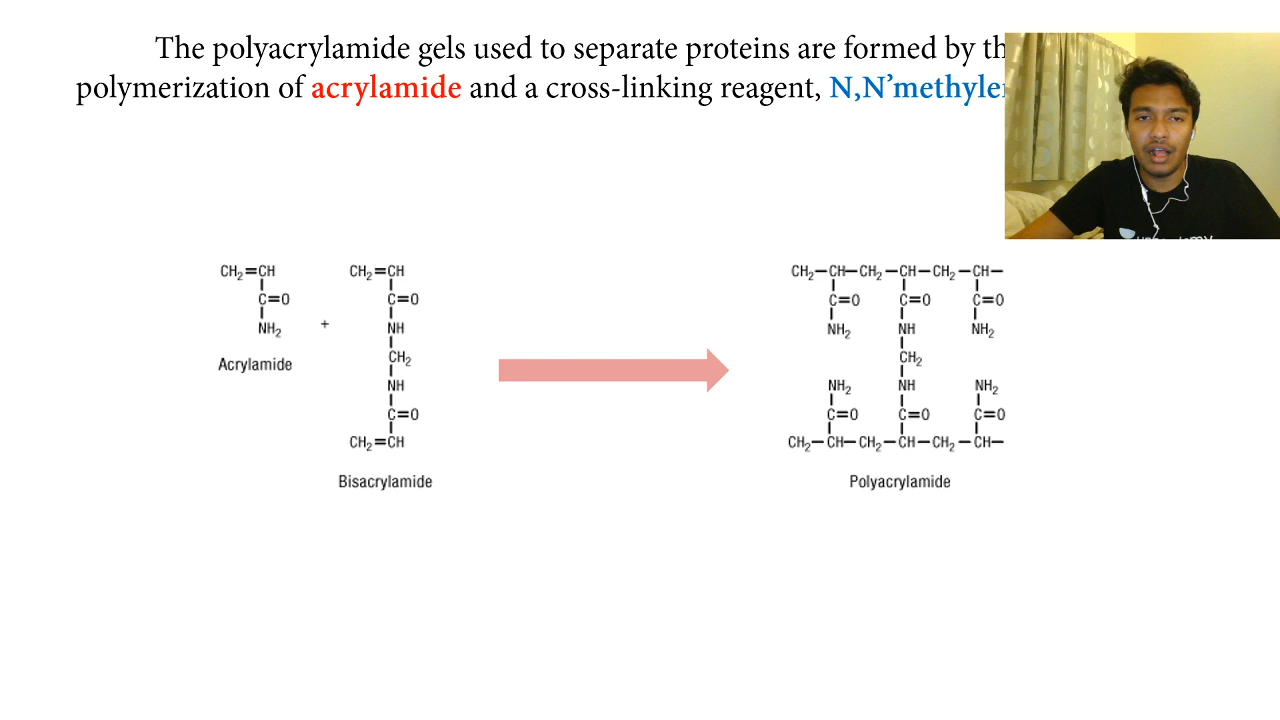 The polyacrylamide gels used to separate proteins are formed by
polymerization of acrylamide and a cross-linking reagent,
CH₂=CH
C=O
NH₂
Acrylamide
+
CH₂=CH
C=O
NH
CH₂
NH
C=O
CH₂=CH
Bisacrylamide
CH₂—CH—CH₂—CH—CH₂—CH—
C=O C=O C=O
NH₂ NH NH₂
CH₂
NH₂ NH NH₂
C=O C=O C=O
CH₂—CH—CH₂—CH—CH₂—CH—
Polyacrylamide